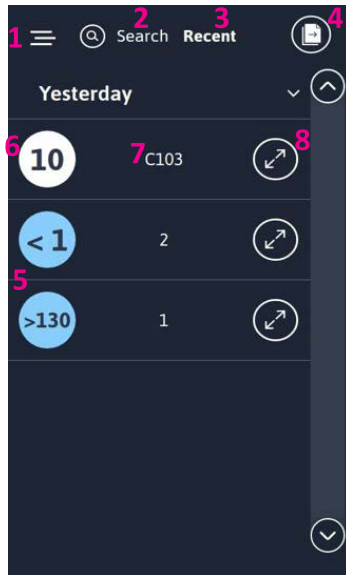 1 2 3 4
Search Recent
Yesterday
6 10 7 C103 8
<1 2
5
>130 1